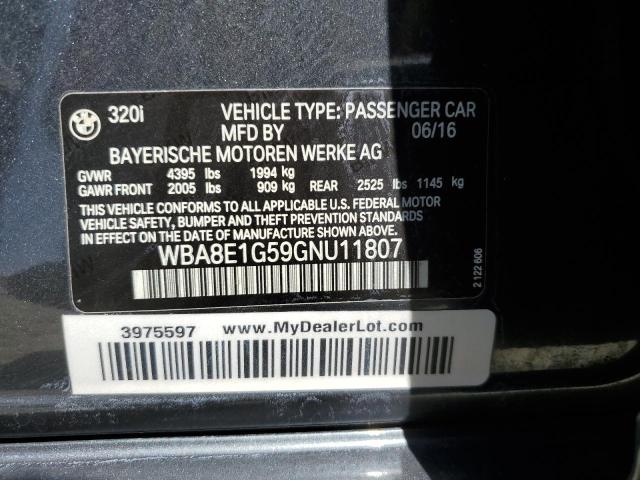 320i VEHICLE TYPE: PASSENGER CAR
MFD BY 06/16
BAYERISCHE MOTOREN WERKE AG
GVWR 4395 lbs 1994 kg
GAWR FRONT 2005 lbs 909 kg REAR 2525 lbs 1145 kg
THIS VEHICLE CONFORMS TO ALL APPLICABLE U.S. FEDERAL MOTOR
VEHICLE SAFETY, BUMPER AND THEFT PREVENTION STANDARDS
IN EFFECT ON THE DATE OF MANUFACTURE SHOWN ABOVE.
WBA8E1G59GNU11807
2 122 606
3975597 www.MyDealerLot.com